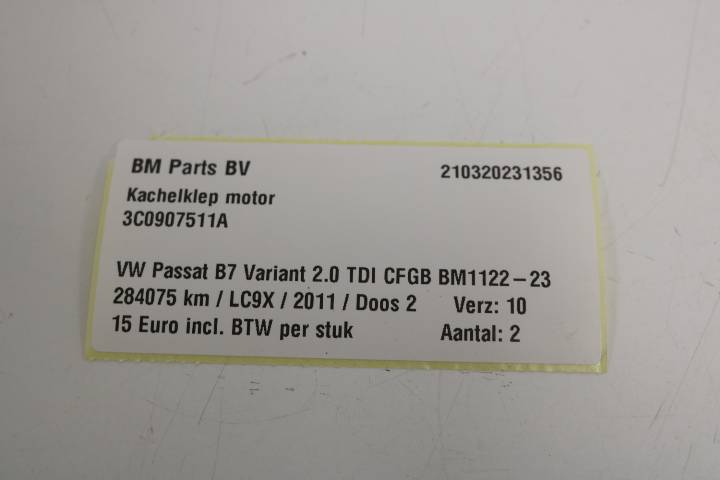 BM Parts BV 210320231356
Kachelklep motor
3C0907511A
VW Passat B7 Variant 2.0 TDI CFGB BM1122-23
284075 km / LC9X / 2011 / Doos 2 Verz: 10
15 Euro incl. BTW per stuk Aantal: 2